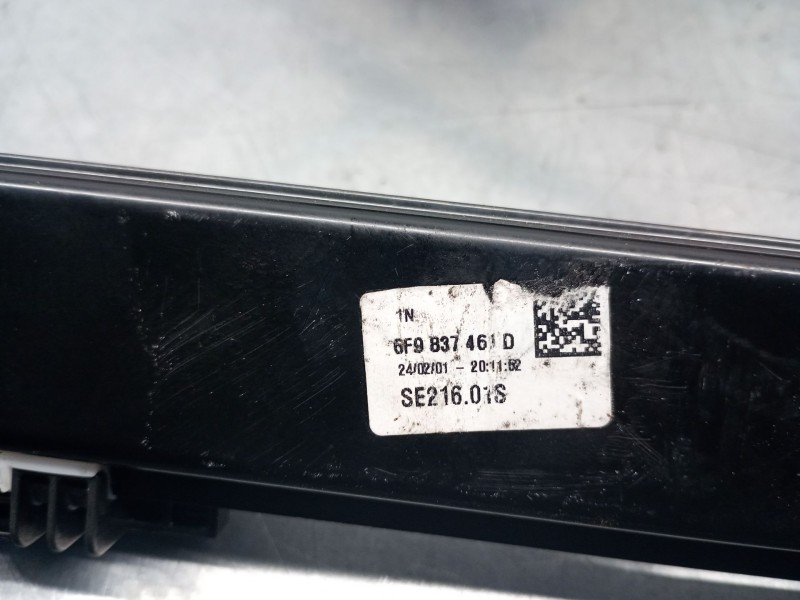 1N
6F9 837 461 D
24/02/01 - 20:11:52
SE216.01S